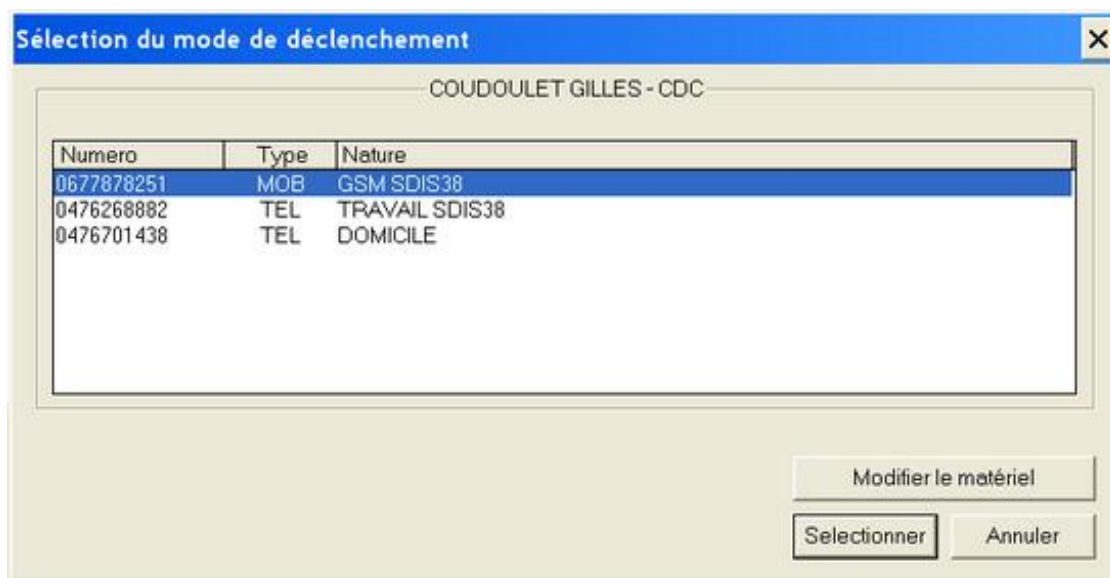 Sélection du mode de déclenchement
COUDOULET GILLES - CDC
Numero Type Nature
0677878251 MOB GSM SDIS38
0476268882 TEL TRAVAIL SDIS38
0476701438 TEL DOMICILE
Modifier le matériel
Selectionner Annuler